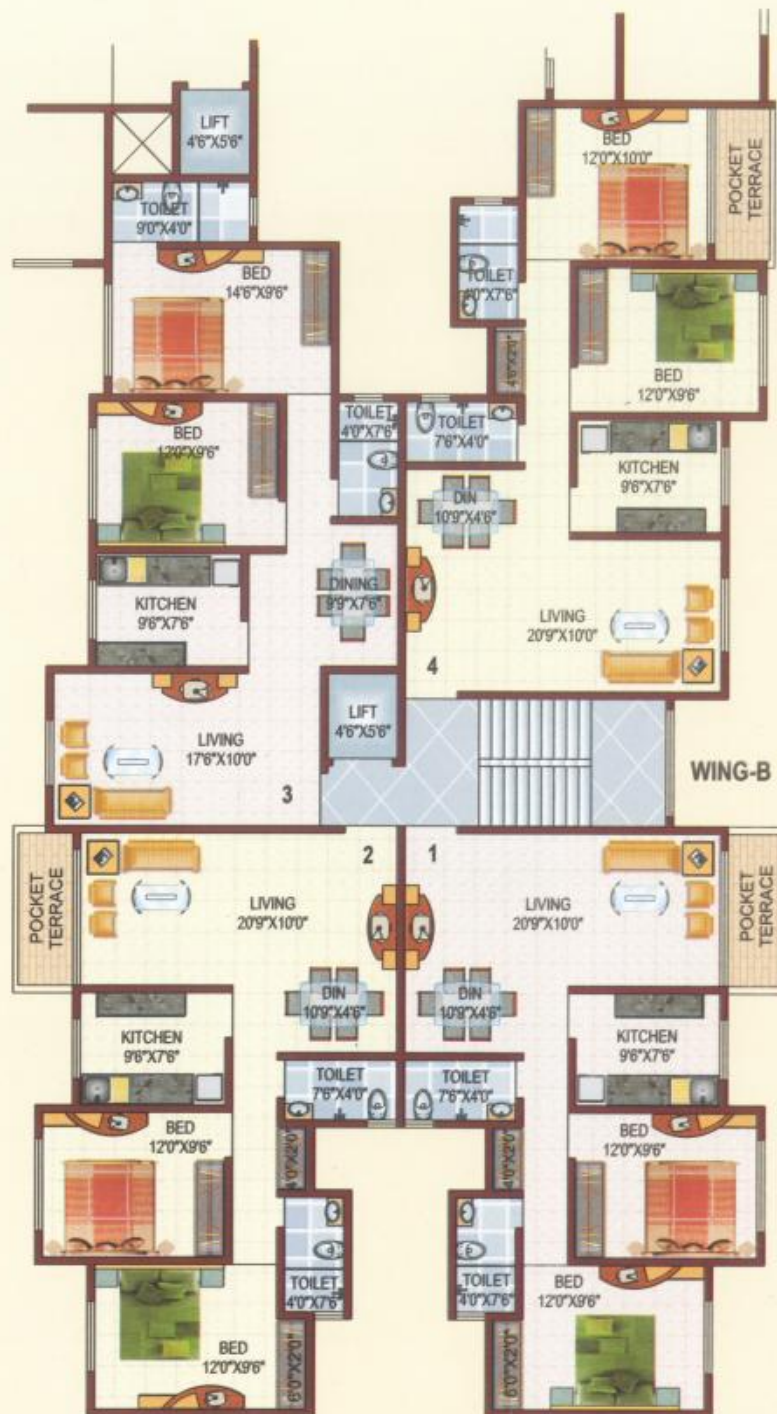 LIFT
4'6"X5'6"
TOILET
9'0"X4'0"
BED
14'6"X9'6"
BED
12'0"X9'6"
TOILET
4'0"X7'6"
KITCHEN
9'6"X7'6"
DINING
9'9"X7'6"
LIVING
17'6"X10'0"
3
LIFT
4'6"X5'6"
BED
12'0"X10'0"
POCKET
TERRACE
TOILET
4'0"X7'6"
4'0"X2'0"
BED
12'0"X9'6"
TOILET
7'6"X4'0"
KITCHEN
9'6"X7'6"
DIN
10'9"X4'6"
LIVING
20'9"X10'0"
4
WING-B
2
POCKET
TERRACE
LIVING
20'9"X10'0"
DIN
10'9"X4'6"
KITCHEN
9'6"X7'6"
TOILET
7'6"X4'0"
BED
12'0"X9'6"
4'0"X2'0"
TOILET
4'0"X7'6"
BED
12'0"X9'6"
6'0"X2'0"
1
LIVING
20'9"X10'0"
POCKET
TERRACE
DIN
10'9"X4'6"
KITCHEN
9'6"X7'6"
TOILET
7'6"X4'0"
BED
12'0"X9'6"
4'0"X2'0"
TOILET
4'0"X7'6"
BED
12'0"X9'6"
6'0"X2'0"